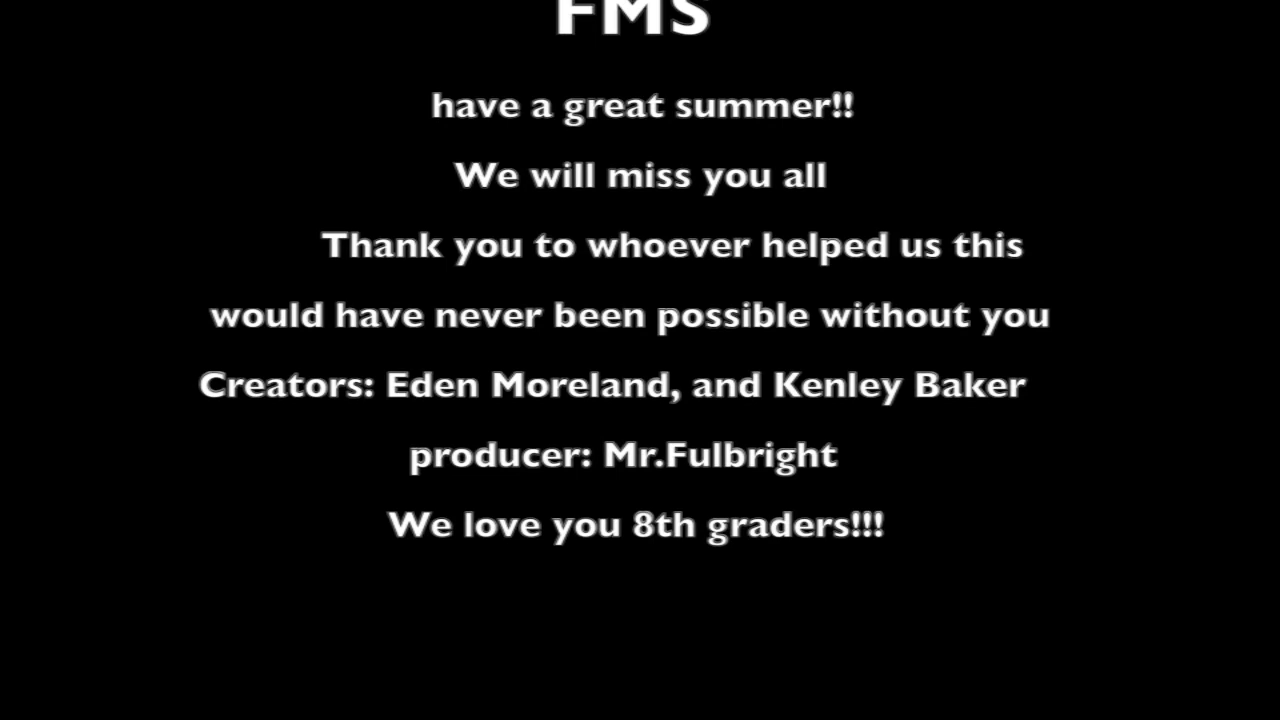 FMS
have a great summer!!
We will miss you all
Thank you to whoever helped us this
would have never been possible without you
Creators: Eden Moreland, and Kenley Baker
producer: Mr.Fulbright
We love you 8th graders!!!